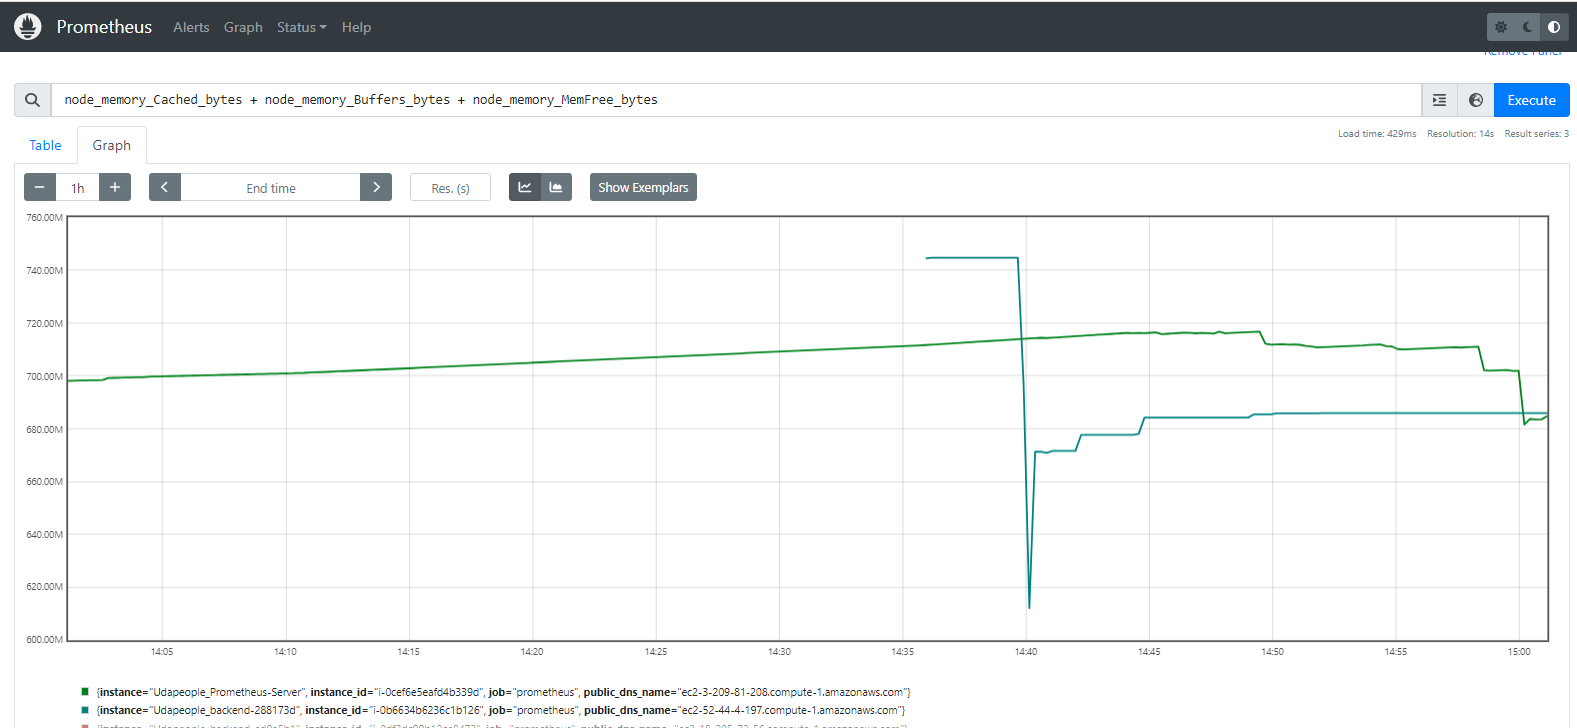 Prometheus Alerts Graph Status Help
Remove Panel
node_memory_Cached_bytes + node_memory_Buffers_bytes + node_memory_MemFree_bytes
Execute
Load time: 429ms Resolution: 14s Result series: 3
Table Graph
1h End time Res. (s) Show Exemplars
760.00M
740.00M
720.00M
700.00M
680.00M
660.00M
640.00M
620.00M
600.00M
14:05 14:10 14:15 14:20 14:25 14:30 14:35 14:40 14:45 14:50 14:55 15:00
{instance="Udapeople_Prometheus-Server", instance_id="i-0cef6e5eafd4b339d", job="prometheus", public_dns_name="ec2-3-209-81-208.compute-1.amazonaws.com"}
{instance="Udapeople_backend-288173d", instance_id="i-0b6634b6236c1b126", job="prometheus", public_dns_name="ec2-52-44-4-197.compute-1.amazonaws.com"}